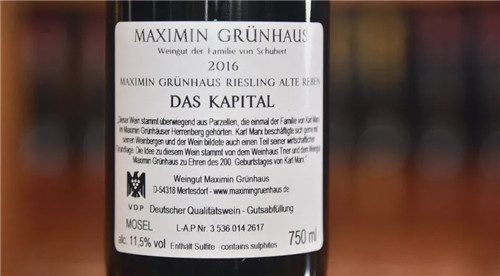 MAXIMIN GRÜNHAUS
Weingut der Familie von Schubert
2016
MAXIMIN GRÜNHAUS RIESLING ALTE REBEN
DAS KAPITAL
Dieser Wein stammt überwiegend aus Parzellen, die einmal der Familie von Karl Marx
im Maximin Grünhäuser Herrenberg gehörten. Karl Marx beschäftigte sich gerne mit
seinen Weinbergen und der Wein bildete auch einen Teil seiner wirtschaftlichen
Grundlage. Die Idee zu diesem Wein stammt von dem Weinhaus Trier und dem Weingut
Maximin Grünhaus zu Ehren des 200. Geburtstages von Karl Marx."
Weingut Maximin Grünhaus
D-54318 Mertesdorf - www.maximingruenhaus.de
VDP
Deutscher Qualitätswein - Gutsabfüllung
MOSEL
L-A.P.Nr. 3 536 014 2617
alc. 11,5% vol
Enthält Sulfite - contains sulphites
750 ml